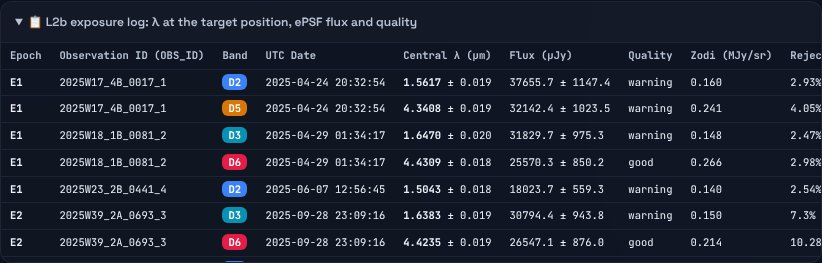 ▼ 📋 L2b exposure log: λ at the target position, ePSF flux and quality
Epoch Observation ID (OBS_ID) Band UTC Date Central λ (μm) Flux (μJy) Quality Zodi (MJy/sr) Rejec
E1 2025W17_4B_0017_1 D2 2025-04-24 20:32:54 1.5617 ± 0.019 37655.7 ± 1147.4 warning 0.160 2.93%
E1 2025W17_4B_0017_1 D5 2025-04-24 20:32:54 4.3408 ± 0.019 32142.4 ± 1023.5 warning 0.241 4.05%
E1 2025W18_1B_0081_2 D3 2025-04-29 01:34:17 1.6470 ± 0.020 31829.7 ± 975.3 warning 0.148 2.47%
E1 2025W18_1B_0081_2 D6 2025-04-29 01:34:17 4.4309 ± 0.018 25570.3 ± 850.2 good 0.266 2.98%
E1 2025W23_2B_0441_4 D2 2025-06-07 12:56:45 1.5043 ± 0.018 18023.7 ± 559.3 warning 0.140 2.54%
E2 2025W39_2A_0693_3 D3 2025-09-28 23:09:16 1.6383 ± 0.019 30794.4 ± 943.8 warning 0.150 7.3%
E2 2025W39_2A_0693_3 D6 2025-09-28 23:09:16 4.4235 ± 0.019 26547.1 ± 876.0 good 0.214 10.28